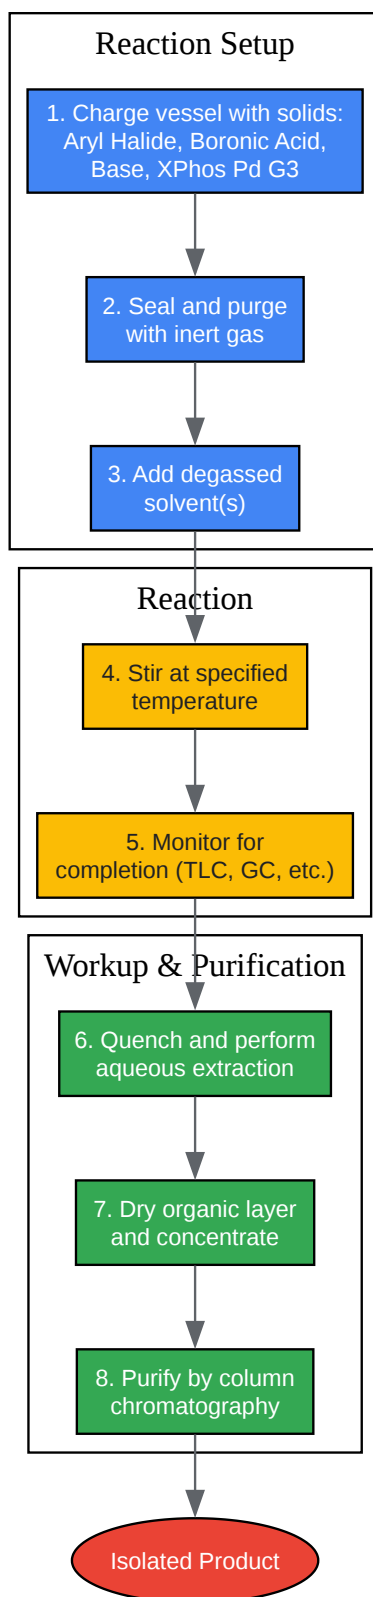 Reaction Setup
1. Charge vessel with solids:
Aryl Halide, Boronic Acid,
Base, XPhos Pd G3
2. Seal and purge
with inert gas
3. Add degassed
solvent(s)
Reaction
4. Stir at specified
temperature
5. Monitor for
completion (TLC, GC, etc.)
Workup & Purification
6. Quench and perform
aqueous extraction
7. Dry organic layer
and concentrate
8. Purify by column
chromatography
Isolated Product